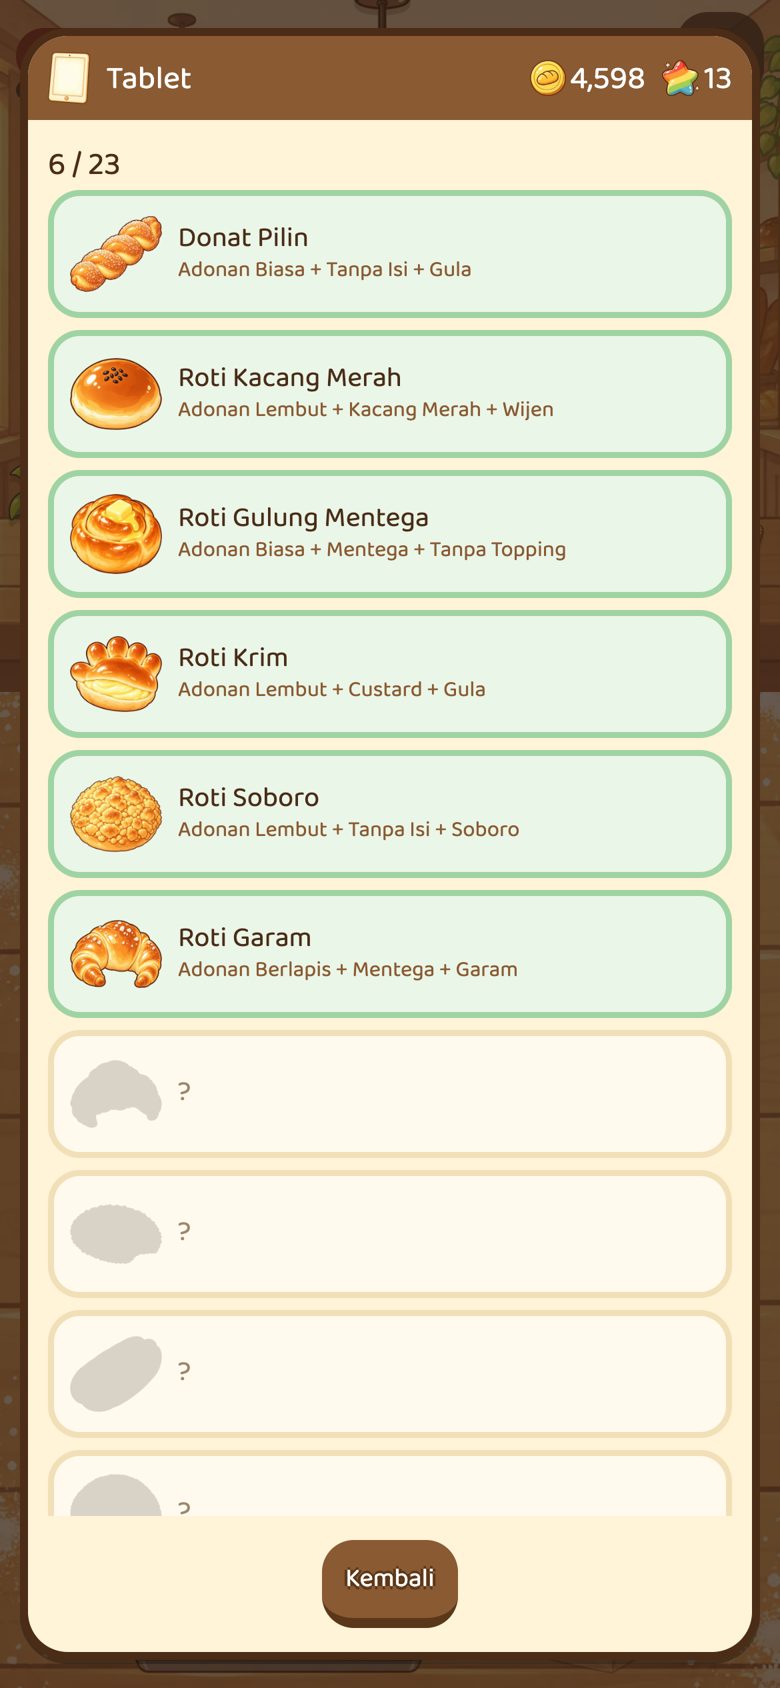 Tablet
4,598
13
6 / 23
Donat Pilin
Adonan Biasa + Tanpa Isi + Gula
Roti Kacang Merah
Adonan Lembut + Kacang Merah + Wijen
Roti Gulung Mentega
Adonan Biasa + Mentega + Tanpa Topping
Roti Krim
Adonan Lembut + Custard + Gula
Roti Soboro
Adonan Lembut + Tanpa Isi + Soboro
Roti Garam
Adonan Berlapis + Mentega + Garam
?
?
?
?
Kembali